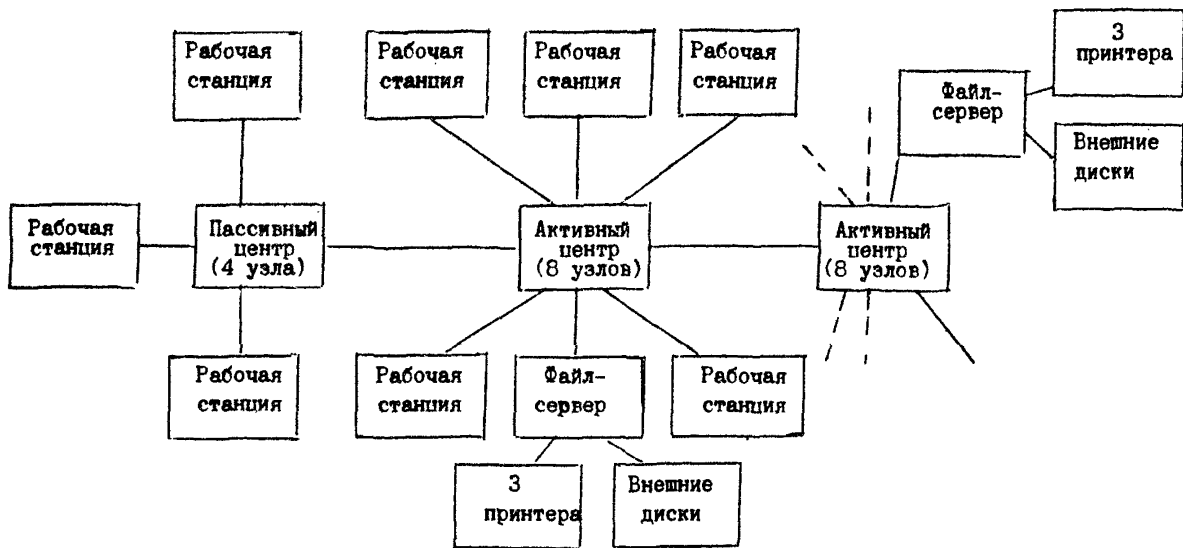 3
принтера
Рабочая
станция
Рабочая
станция
Рабочая
станция
Рабочая
станция
Файл-
сервер
Внешние
диски
Рабочая
станция
Пассивный
центр
(4 узла)
Активный
центр
(8 узлов)
Активный
центр
(8 узлов)
Рабочая
станция
Рабочая
станция
Файл-
сервер
Рабочая
станция
3
принтера
Внешние
диски